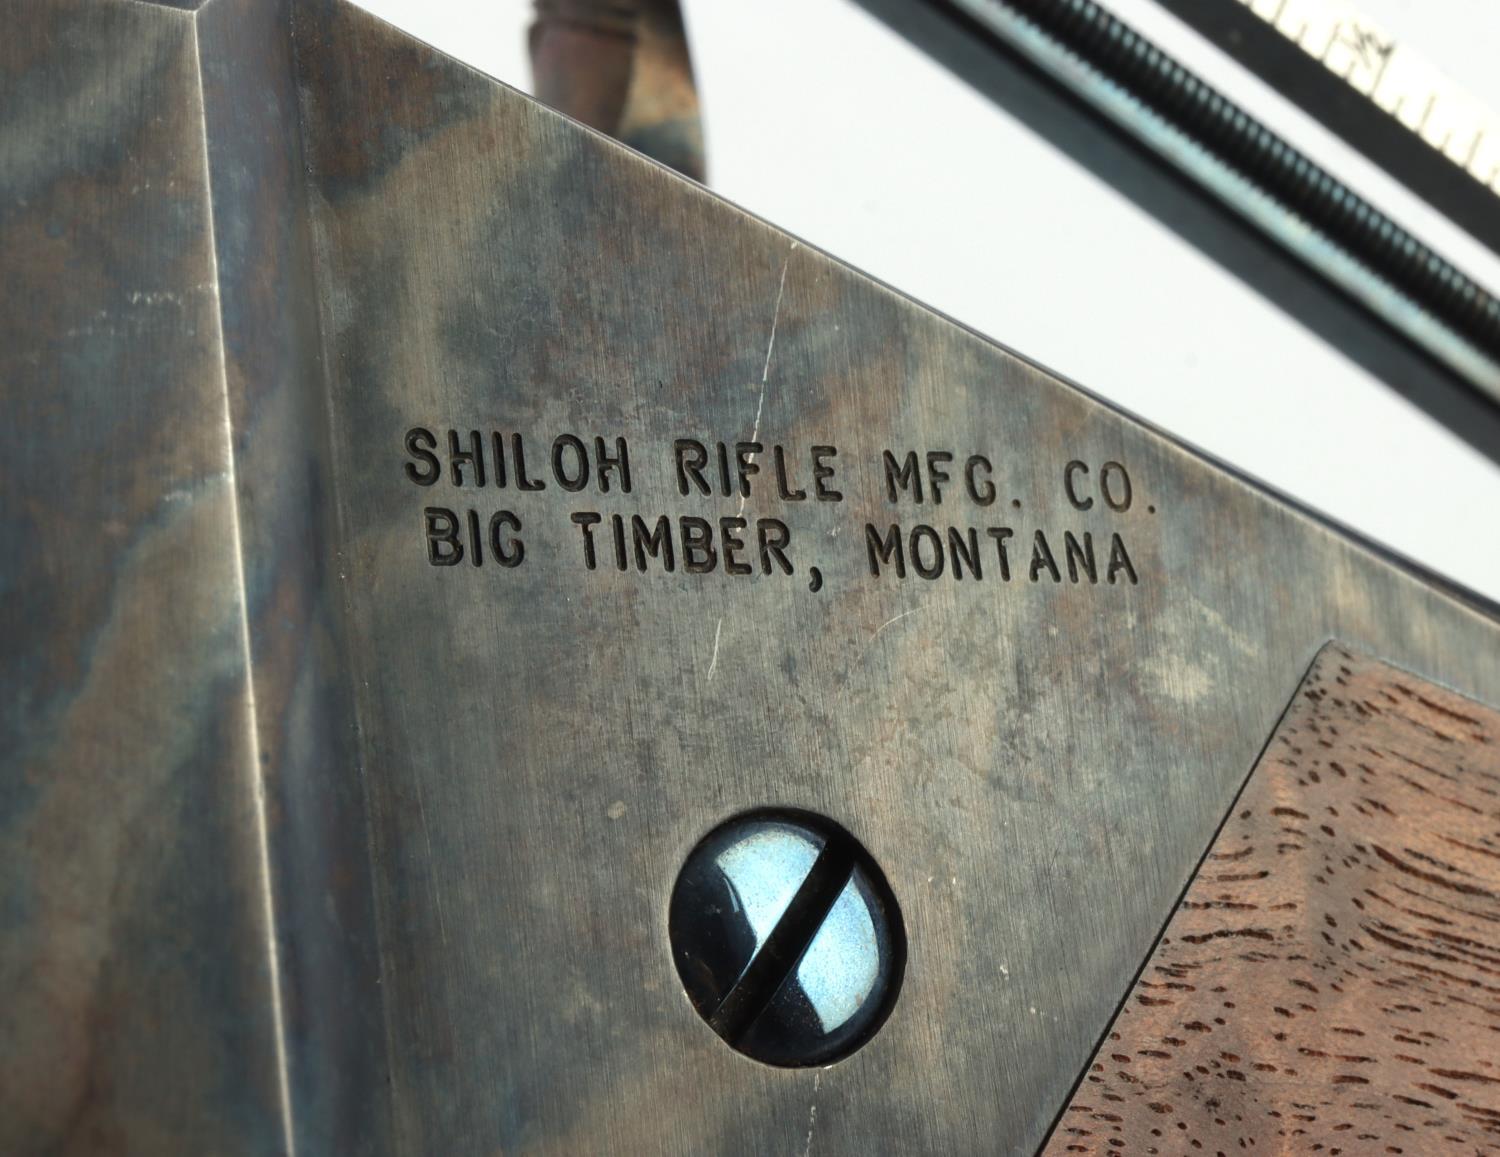 SHILOH RIFLE MFG. CO.
BIG TIMBER, MONTANA